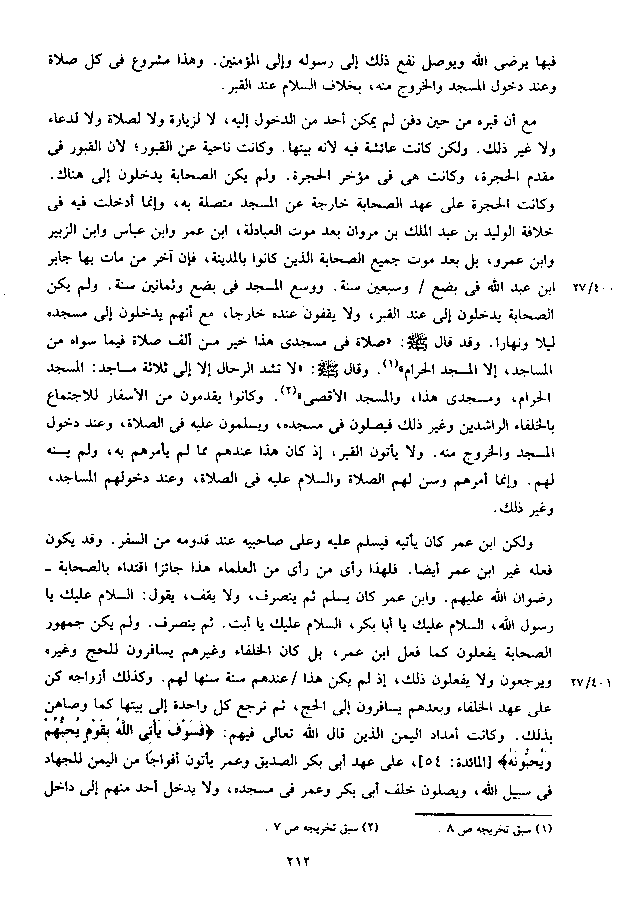 فبها يرضى الله ويوصل نفع ذلك إلى رسوله وإلى المؤمنين. وهذا مشروع فى كل صلاة
وعند دخول المسجد والخروج منه، بخلاف السلام عند القبر.
مع أن قبره من حين دفن لم يمكن أحد من الدخول إليه، لا لزيارة ولا لصلاة ولا لدعاء
ولا غير ذلك. ولكن كانت عائشة فيه لأنه بيتها. وكانت ناحية عن القبور؛ لأن القبور فى
مقدم الحجرة، وكانت هى فى مؤخر الحجرة. ولم يكن الصحابة يدخلون إلى هناك.
وكانت الحجرة على عهد الصحابة خارجة عن المسجد متصلة به، وإنما أدخلت فيه فى
خلافة الوليد بن عبد الملك بن مروان بعد موت العبادلة، ابن عمر وابن عباس وابن الزبير
وابن عمرو، بل بعد موت جميع الصحابة الذين كانوا بالمدينة، فإن آخر من مات بها جابر
٢٧/٤٠٠ ابن عبد الله فى بضع / وسبعين سنة. ووسع المسجد فى بضع وثمانين سنة. ولم يكن
الصحابة يدخلون إلى عند القبر، ولا يقفون عنده خارجا، مع أنهم يدخلون إلى مسجده
ليلا ونهارا. وقد قال ﷺ: «صلاة فى مسجدى هذا خير من ألف صلاة فيما سواه من
المساجد، إلا المسجد الحرام»(١). وقال ﷺ: «لا تشد الرحال إلا إلى ثلاثة مساجد: المسجد
الحرام، ومسجدى هذا، والمسجد الأقصى»(٢). وكانوا يقدمون من الأسفار للاجتماع
بالخلفاء الراشدين وغير ذلك فيصلون فى مسجده، ويسلمون عليه فى الصلاة، وعند دخول
المسجد والخروج منه. ولا يأتون القبر، إذ كان هذا عندهم مما لم يأمرهم به، ولم يسنه
لهم. وإنما أمرهم وسن لهم الصلاة والسلام عليه فى الصلاة، وعند دخولهم المساجد،
وغير ذلك.
ولكن ابن عمر كان يأتيه فيسلم عليه وعلى صاحبيه عند قدومه من السفر. وقد يكون
فعله غير ابن عمر أيضا. فلهذا رأى من رأى من العلماء هذا جائزا اقتداء بالصحابة ـ
رضوان الله عليهم. وابن عمر كان يسلم ثم ينصرف، ولا يقف، يقول: السلام عليك يا
رسول الله، السلام عليك يا أبا بكر، السلام عليك يا أبت. ثم ينصرف. ولم يكن جمهور
الصحابة يفعلون كما فعل ابن عمر، بل كان الخلفاء وغيرهم يسافرون للحج وغيره
٢٧/٤٠١ ويرجعون ولا يفعلون ذلك، إذ لم يكن هذا /عندهم سنة سنها لهم. وكذلك أزواجه كن
على عهد الخلفاء وبعدهم يسافرون إلى الحج، ثم ترجع كل واحدة إلى بيتها كما وصاهن
بذلك. وكانت أمداد اليمن الذين قال الله تعالى فيهم: ﴿فَسَوْفَ يَأْتِي اللَّهُ بِقَوْمٍ يُحِبُّهُمْ
وَيُحِبُّونَهُ﴾ [المائدة: ٥٤]، على عهد أبى بكر الصديق وعمر يأتون أفواجًا من اليمن للجهاد
فى سبيل الله، ويصلون خلف أبى بكر وعمر فى مسجده، ولا يدخل أحد منهم إلى داخل
(١) سبق تخريجه ص ٨ . (٢) سبق تخريجه ص ٧ .
٢١٢